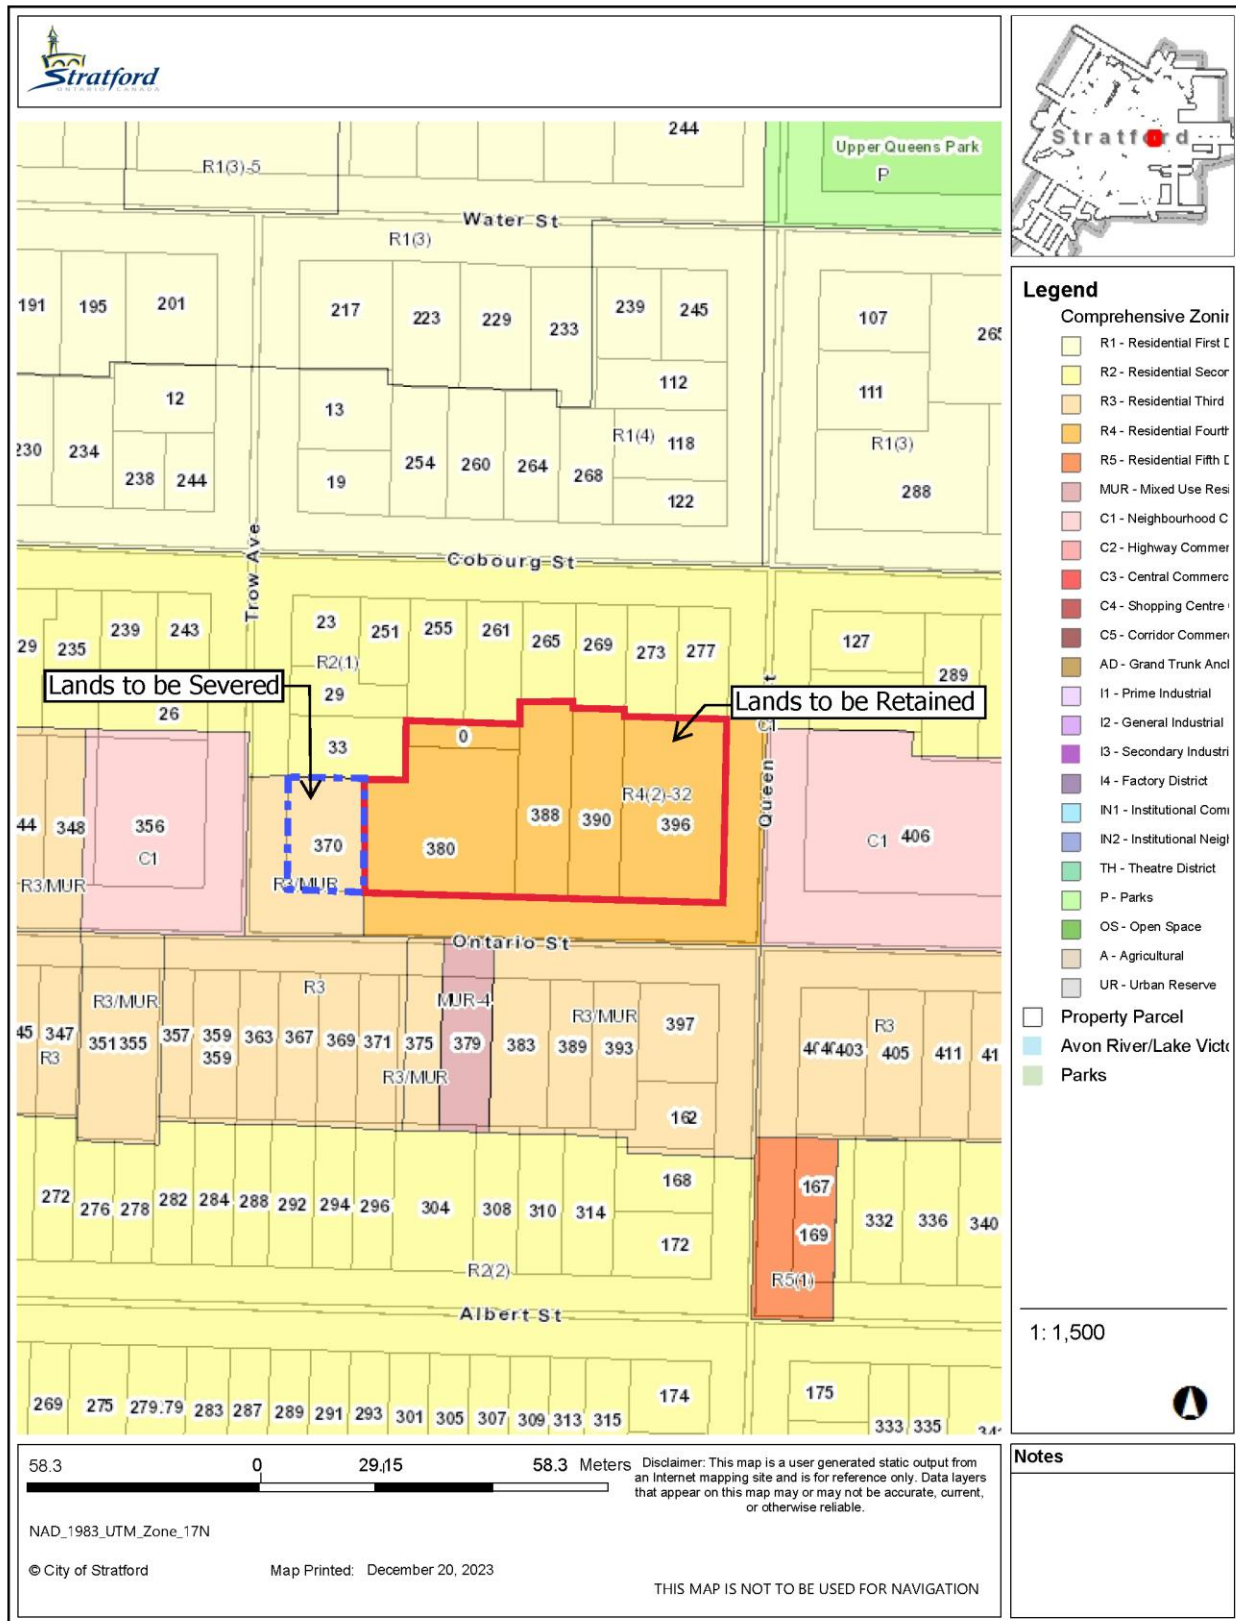 Stratford
ONTARIO CANADA
Stratford
244
Upper Queens Park
P
R1(3)-5
Water St
R1(3)
191 195 201 217 223 229 233 239 245 107 265
112
12 13 111
R1(4) 118 R1(3)
230 234 238 244 19 254 260 264 268 122 288
Trow Ave
Cobourg St
29 235 239 243 23 251 255 261 265 269 273 277 127
R2(1)
Lands to be Severed 29 Lands to be Retained 289
26 33 0 C1
Queen St
44 348 356 370 380 388 390 R4(2)-32 396 C1 406
C1
R3/MUR R3/MUR
Ontario St
R3/MUR R3 MUR-4 R3/MUR 397 R3
45 347 351 355 357 359 363 367 369 371 375 379 383 389 393 403 405 411 41
R3 359 R3/MUR
162
272 276 278 282 284 288 292 294 296 304 308 310 314 168 167 332 336 340
172 169
R2(2) R5(1)
Albert St
269 275 279 279 283 287 289 291 293 301 305 307 309 313 315 174 175 333 335
Legend
Comprehensive Zonin
R1 - Residential First D
R2 - Residential Secon
R3 - Residential Third
R4 - Residential Fourth
R5 - Residential Fifth D
MUR - Mixed Use Resi
C1 - Neighbourhood C
C2 - Highway Commer
C3 - Central Commerc
C4 - Shopping Centre
C5 - Corridor Commer
AD - Grand Trunk Anc
I1 - Prime Industrial
I2 - General Industrial
I3 - Secondary Industri
I4 - Factory District
IN1 - Institutional Com
IN2 - Institutional Neigh
TH - Theatre District
P - Parks
OS - Open Space
A - Agricultural
UR - Urban Reserve
Property Parcel
Avon River/Lake Victo
Parks
1: 1,500
58.3 0 29.15 58.3 Meters
Disclaimer: This map is a user generated static output from
an Internet mapping site and is for reference only. Data layers
that appear on this map may or may not be accurate, current,
or otherwise reliable.
NAD_1983_UTM_Zone_17N
© City of Stratford
Map Printed: December 20, 2023
THIS MAP IS NOT TO BE USED FOR NAVIGATION
Notes